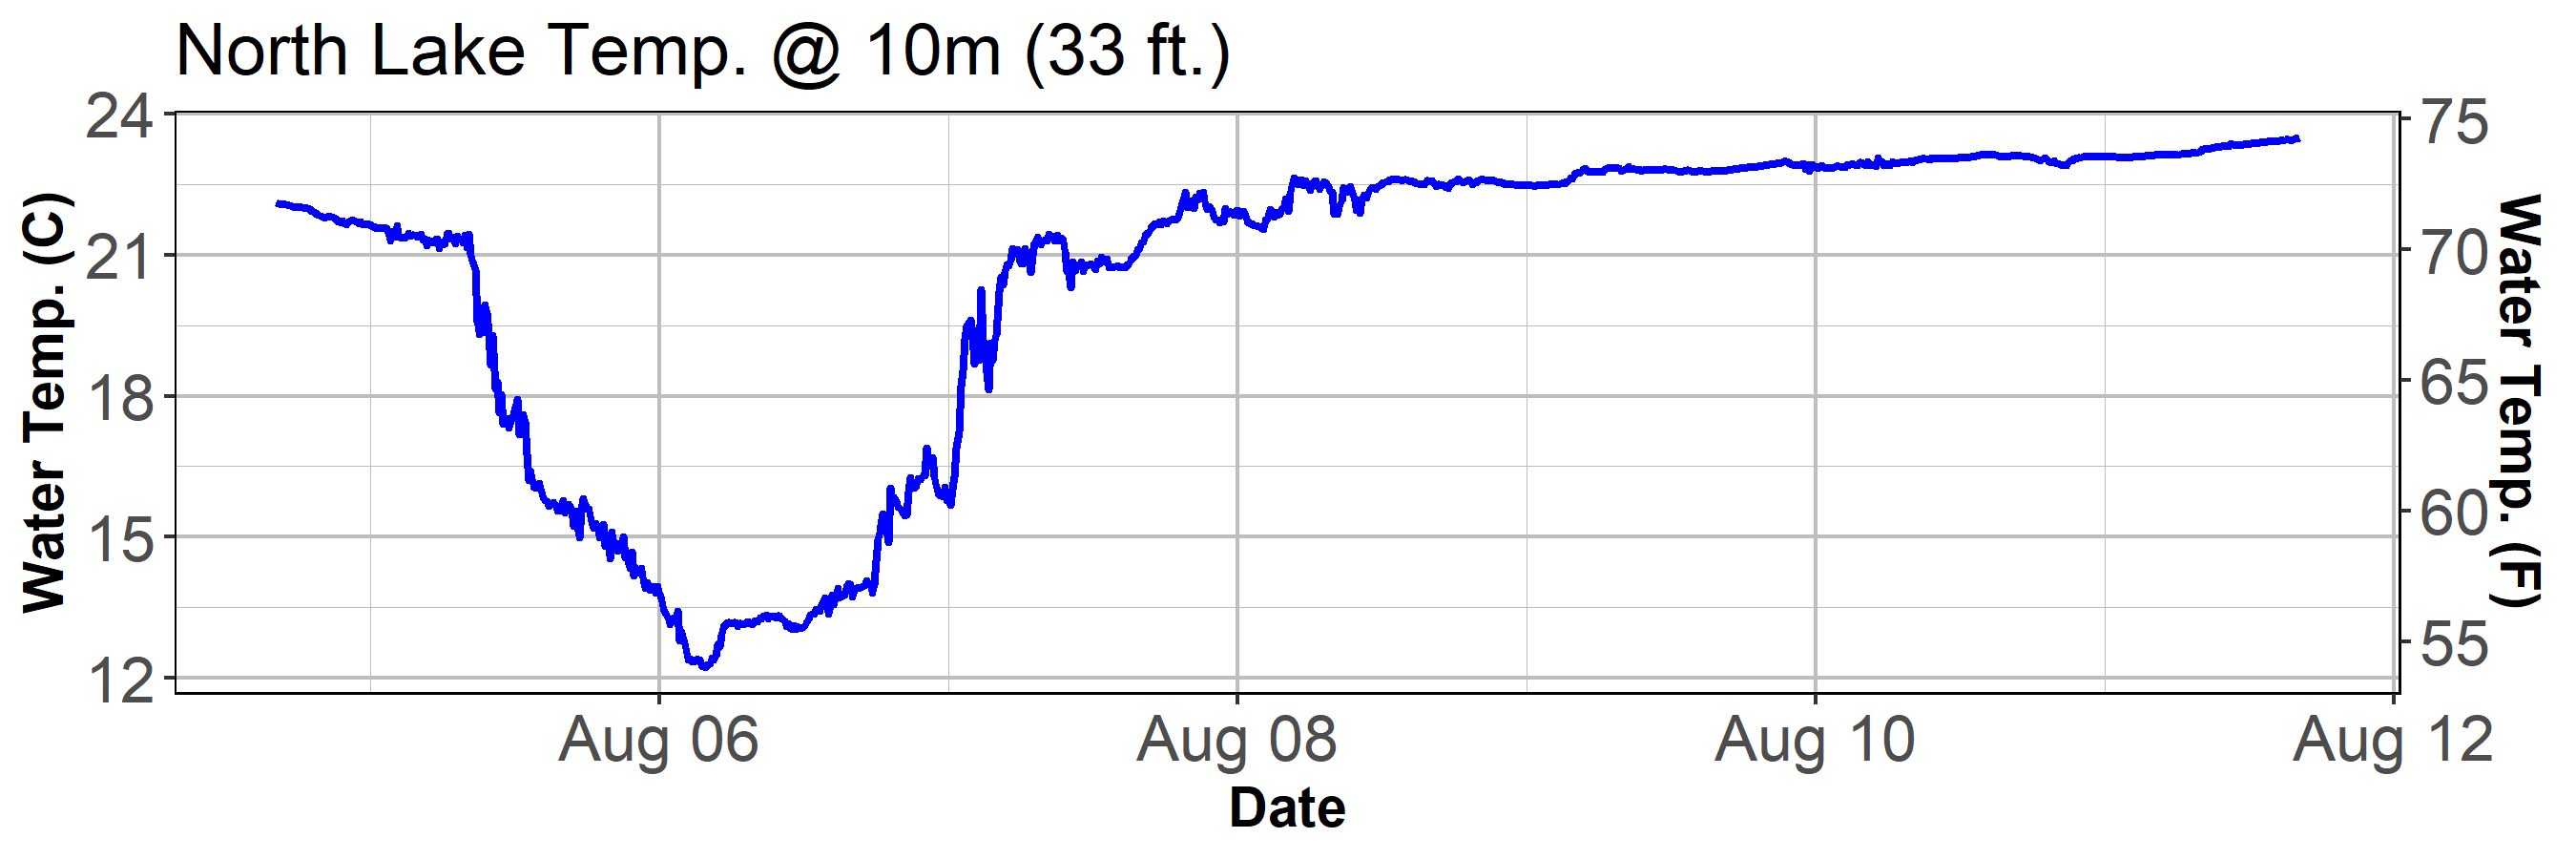 North Lake Temp. @ 10m (33 ft.)
Water Temp. (C)
24
21
18
15
12
75
70
65
60
55
Water Temp. (F)
Aug 06 Aug 08 Aug 10 Aug 12
Date